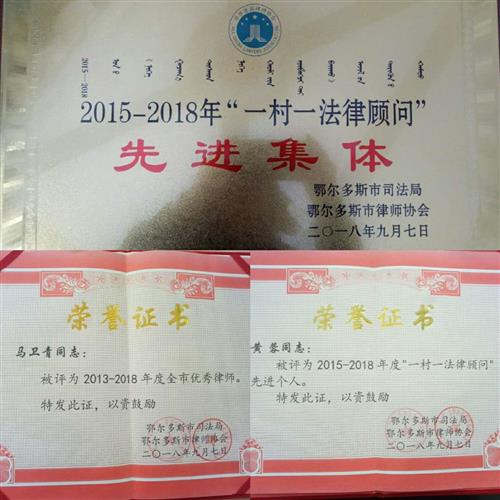 2015-2018年“一村一法律顾问”
先进集体
鄂尔多斯市司法局
鄂尔多斯市律师协会
二〇一八年九月七日
荣誉证书
马卫青同志：
被评为2013-2018年度全市优秀律师。
特发此证，以资鼓励
鄂尔多斯市司法局
鄂尔多斯市律师协会
二〇一八年九月七日
荣誉证书
黄蓉同志：
被评为2015-2018年度"一村一法律顾问"
先进个人。
特发此证，以资鼓励
鄂尔多斯市司法局
鄂尔多斯市律师协会
二〇一八年九月七日